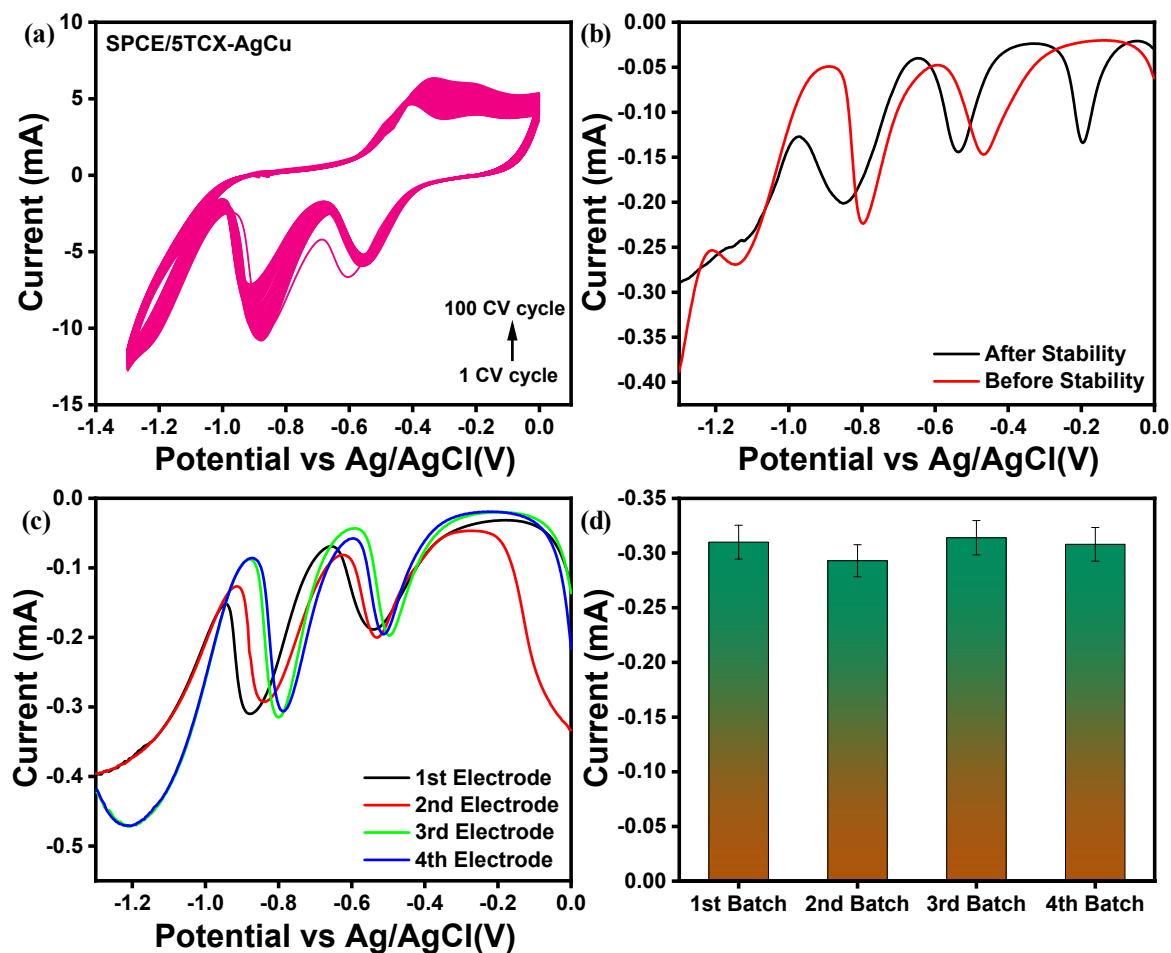 (a)
SPCE/5TCX-AgCu
10
5
0
-5
-10
-15
Current (mA)
100 CV cycle
1 CV cycle
-1.4 -1.2 -1.0 -0.8 -0.6 -0.4 -0.2 0.0
Potential vs Ag/AgCl(V)
(b)
0.00
-0.05
-0.10
-0.15
-0.20
-0.25
-0.30
-0.35
-0.40
Current (mA)
After Stability
Before Stability
-1.2 -1.0 -0.8 -0.6 -0.4 -0.2 0.0
Potential vs Ag/AgCl(V)
(c)
0.0
-0.1
-0.2
-0.3
-0.4
-0.5
Current (mA)
1st Electrode
2nd Electrode
3rd Electrode
4th Electrode
-1.2 -1.0 -0.8 -0.6 -0.4 -0.2 0.0
Potential vs Ag/AgCl(V)
(d)
-0.35
-0.30
-0.25
-0.20
-0.15
-0.10
-0.05
0.00
Current (mA)
1st Batch 2nd Batch 3rd Batch 4th Batch